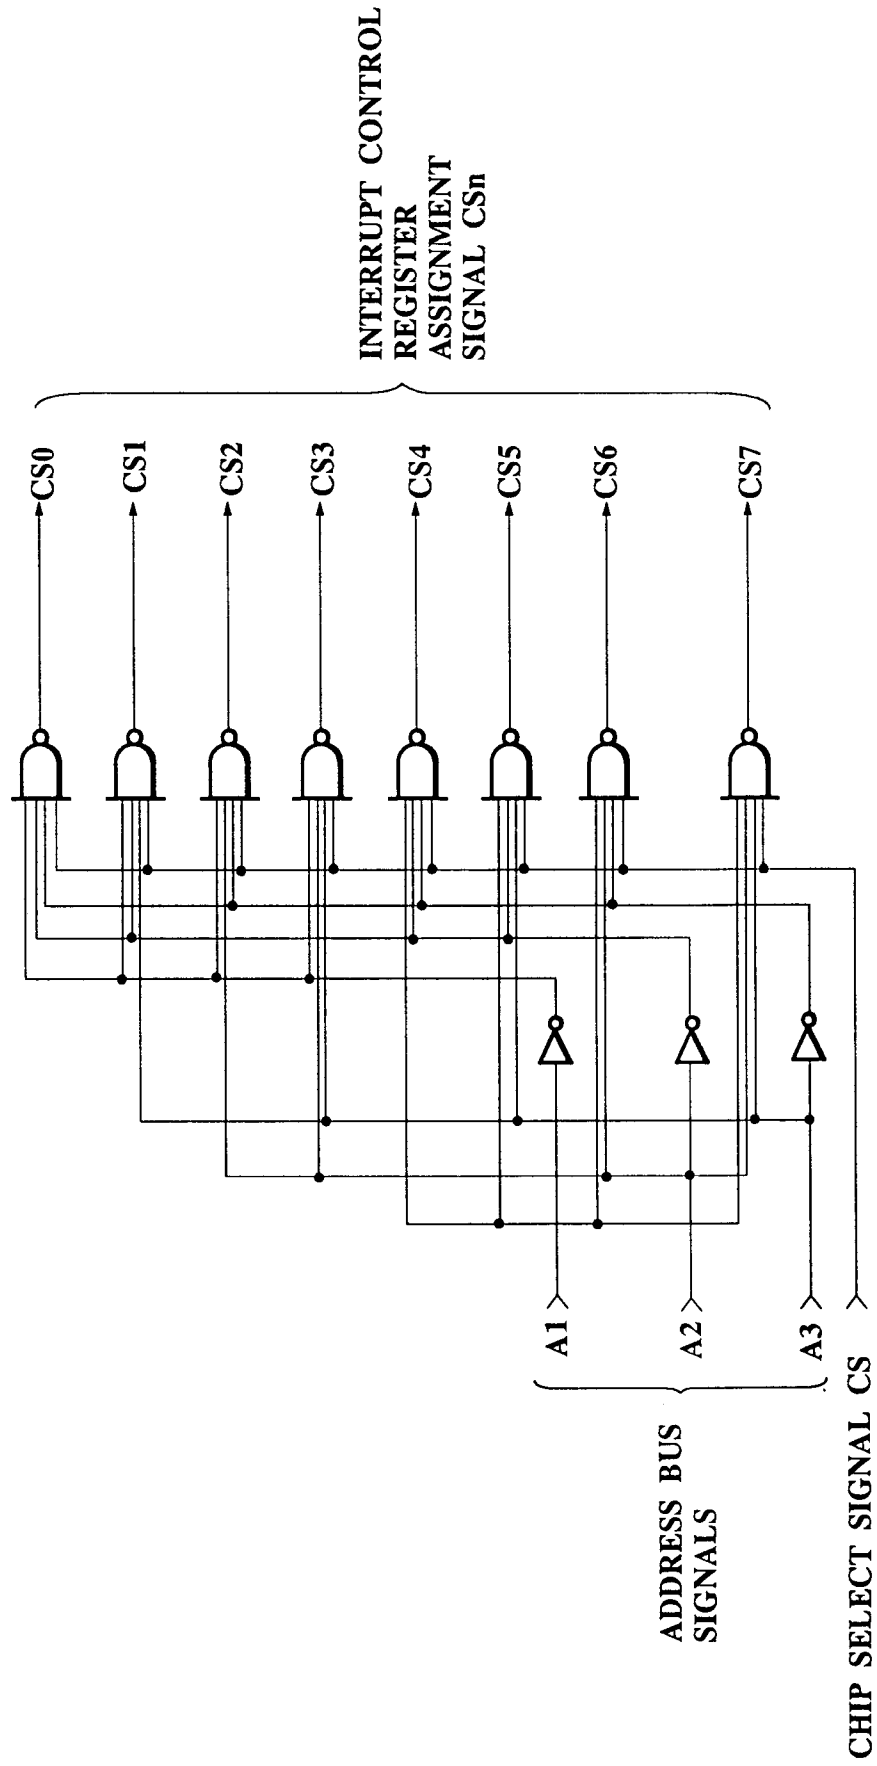 ADDRESS BUS
SIGNALS
A1
A2
A3
CHIP SELECT SIGNAL CS
CS0
CS1
CS2
CS3
CS4
CS5
CS6
CS7
INTERRUPT CONTROL
REGISTER
ASSIGNMENT
SIGNAL CSn